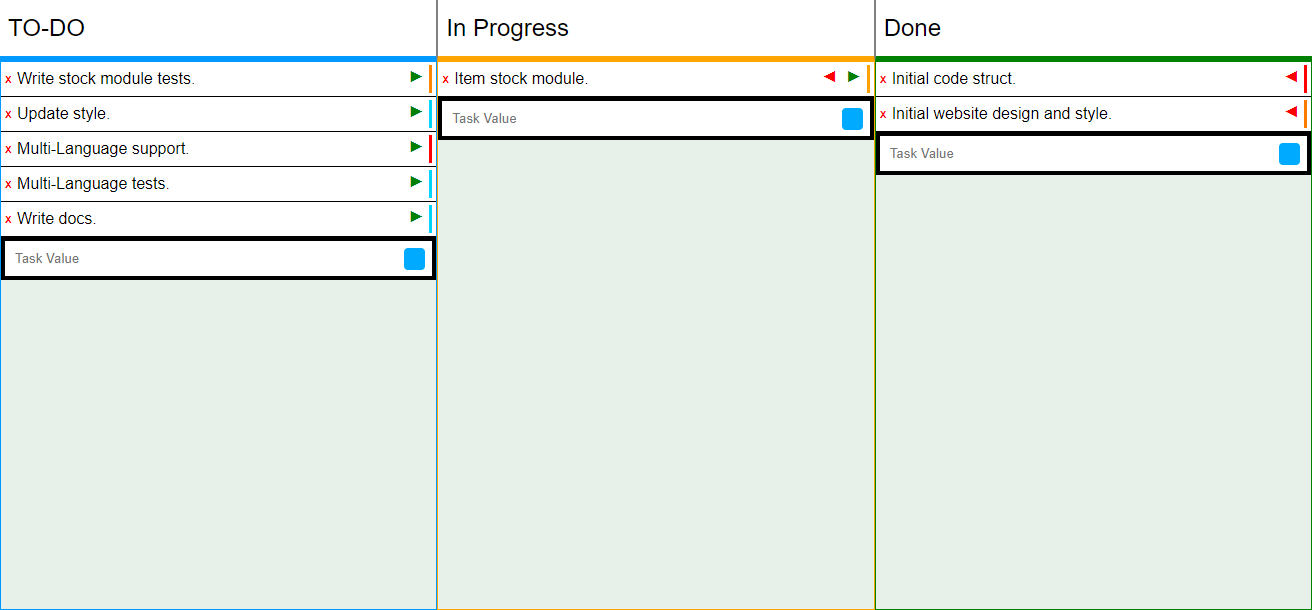 TO-DO
x Write stock module tests.
x Update style.
x Multi-Language support.
x Multi-Language tests.
x Write docs.
Task Value
In Progress
x Item stock module.
Task Value
Done
x Initial code struct.
x Initial website design and style.
Task Value